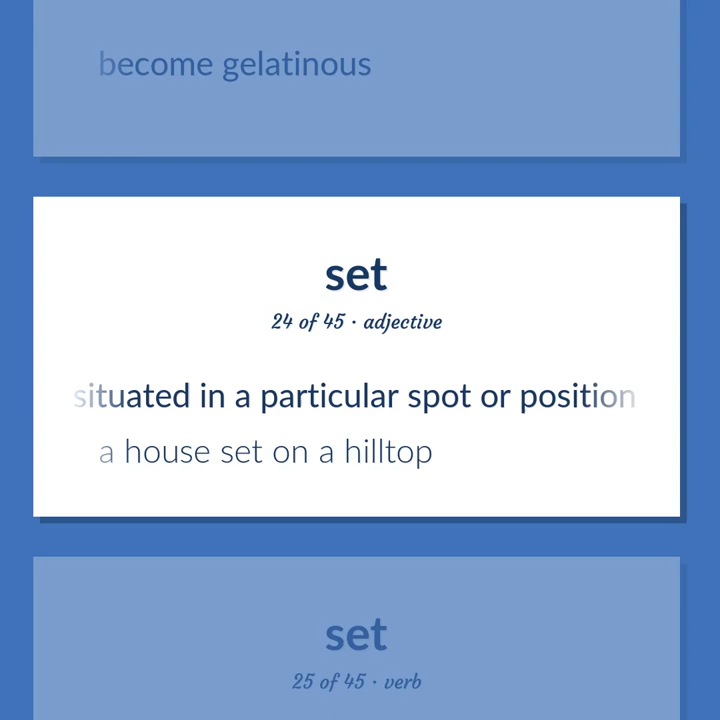 become gelatinous
set
24 of 45 · adjective
situated in a particular spot or position
a house set on a hilltop
set
25 of 45 · verb